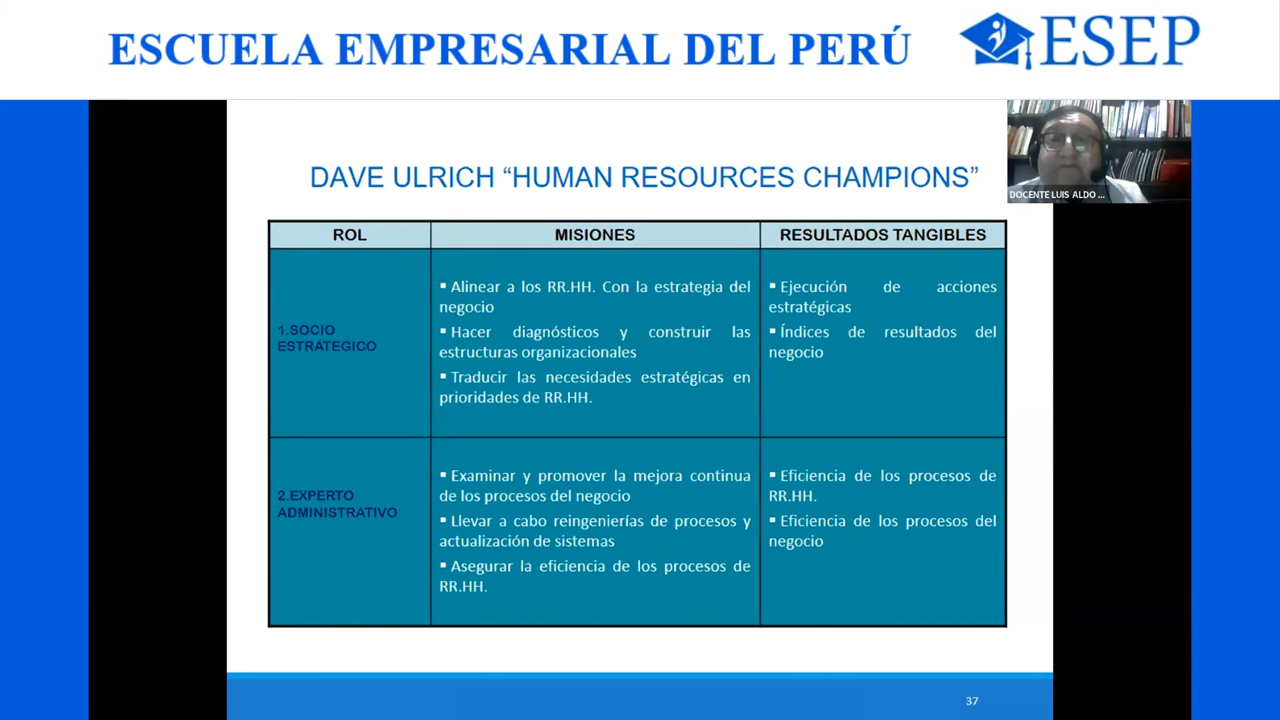 ESCUELA EMPRESARIAL DEL PERÚ
ESEP
DOCENTE LUIS ALDO ...
DAVE ULRICH “HUMAN RESOURCES CHAMPIONS”
ROL
MISIONES
RESULTADOS TANGIBLES
1.SOCIO
ESTRATEGICO
▪ Alinear a los RR.HH. Con la estrategia del
negocio
▪ Hacer diagnósticos y construir las
estructuras organizacionales
▪ Traducir las necesidades estratégicas en
prioridades de RR.HH.
▪ Ejecución de acciones
estratégicas
▪ Índices de resultados del
negocio
2.EXPERTO
ADMINISTRATIVO
▪ Examinar y promover la mejora continua
de los procesos del negocio
▪ Llevar a cabo reingenierías de procesos y
actualización de sistemas
▪ Asegurar la eficiencia de los procesos de
RR.HH.
▪ Eficiencia de los procesos de
RR.HH.
▪ Eficiencia de los procesos del
negocio
37